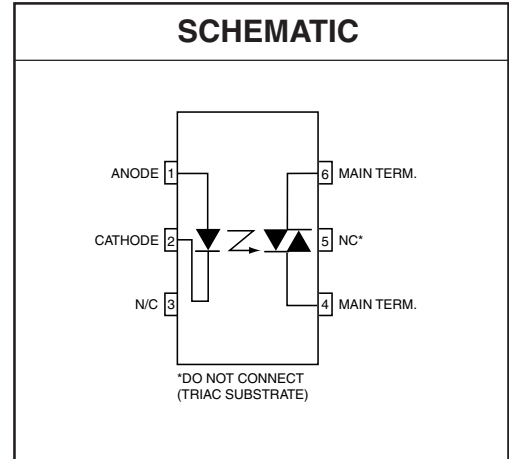 SCHEMATIC
ANODE 1
6 MAIN TERM.
CATHODE 2
5 NC*
N/C 3
4 MAIN TERM.
*DO NOT CONNECT
(TRIAC SUBSTRATE)